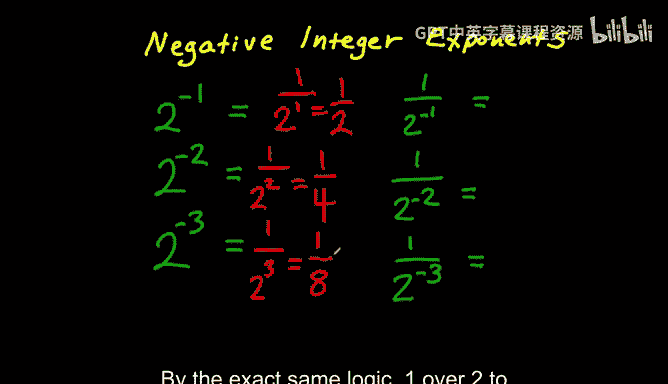 GPT中英字幕课程资源 bilibili
Negative Integer Exponents
2^-1 = 1/2^1 = 1/2    1/2^-1 =
2^-2 = 1/2^2 = 1/4    1/2^-2 =
2^-3 = 1/2^3 = 1/8    1/2^-3 =
By the exact same logic, 1 over 2 to